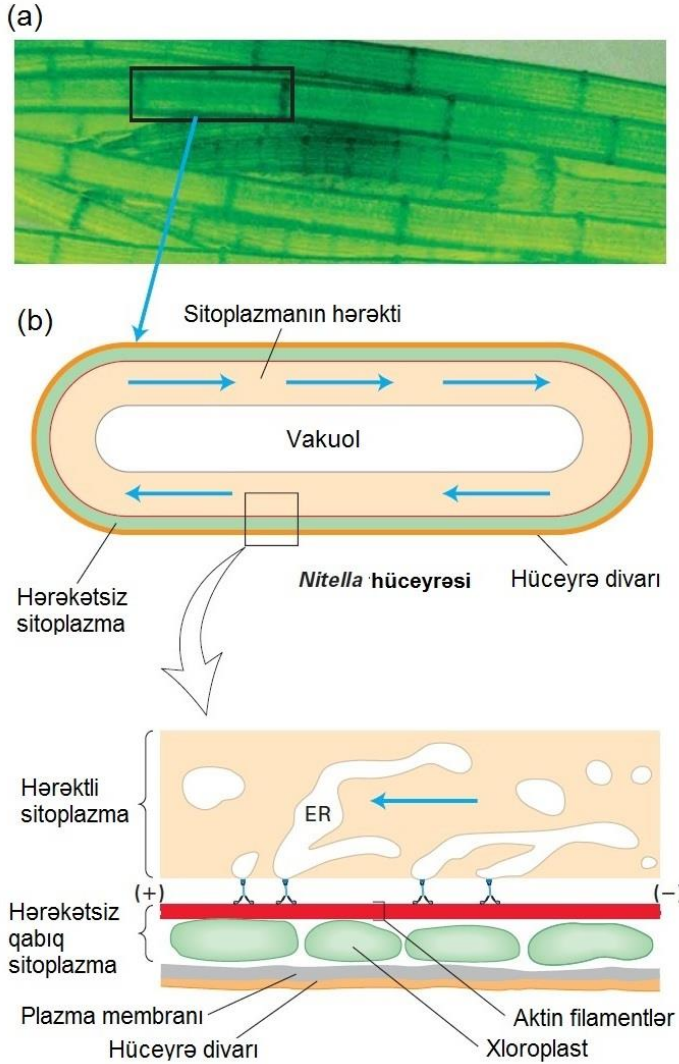 (a)
(b)
Sitoplazmanın hərəkti
Vakuol
Hərəkətsiz
sitoplazma
Nitella hüceyrəsi
Hüceyrə divarı
Hərəktli
sitoplazma
ER
(+)
(–)
Hərəkətsiz
qabıq
sitoplazma
Plazma membranı
Aktin filamentlər
Hüceyrə divarı
Xloroplast